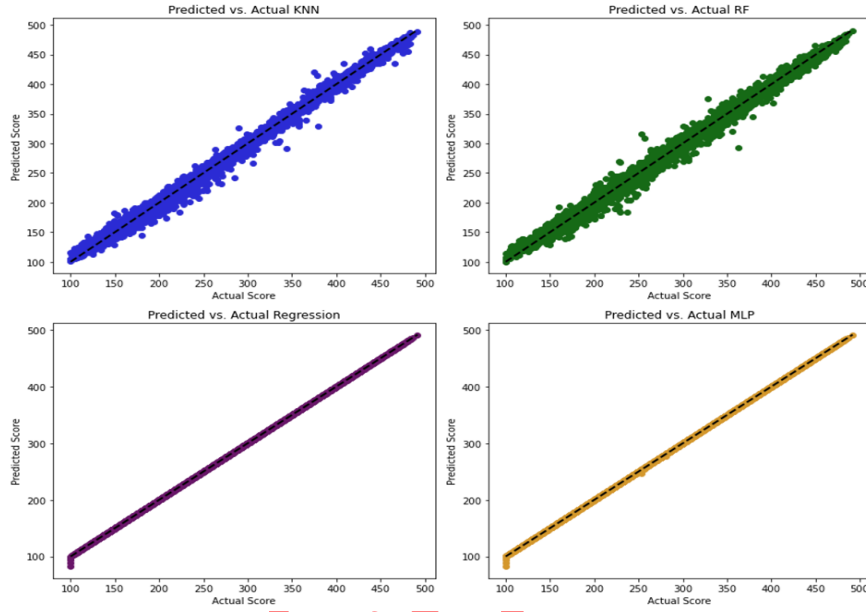 Predicted vs. Actual KNN
Predicted Score
500
450
400
350
300
250
200
150
100
100 150 200 250 300 350 400 450 500
Actual Score
Predicted vs. Actual RF
Predicted Score
500
450
400
350
300
250
200
150
100
100 150 200 250 300 350 400 450 500
Actual Score
Predicted vs. Actual Regression
Predicted Score
500
400
300
200
100
100 150 200 250 300 350 400 450 500
Actual Score
Predicted vs. Actual MLP
Predicted Score
500
400
300
200
100
100 150 200 250 300 350 400 450 500
Actual Score